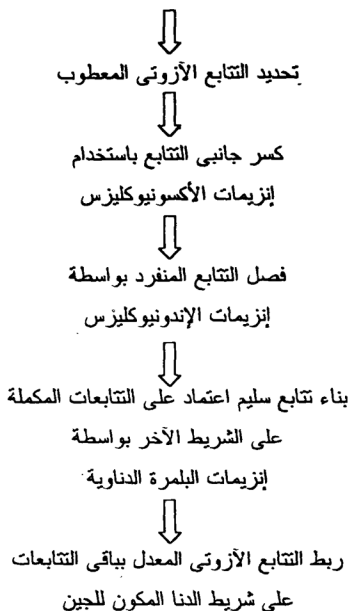 تحديد التتابع الآزوتى المعطوب
كسر جانبى التتابع باستخدام
إنزيمات الأكسونيوكليزس
فصل التتابع المنفرد بواسطة
إنزيمات الإندونيوكليزس
بناء تتابع سليم اعتماد على التتابعات المكملة
على الشريط الآخر بواسطة
إنزيمات البلمرة الدناوية
ربط التتابع الآزوتى المعدل بباقى التتابعات
على شريط الدنا المكون للجين